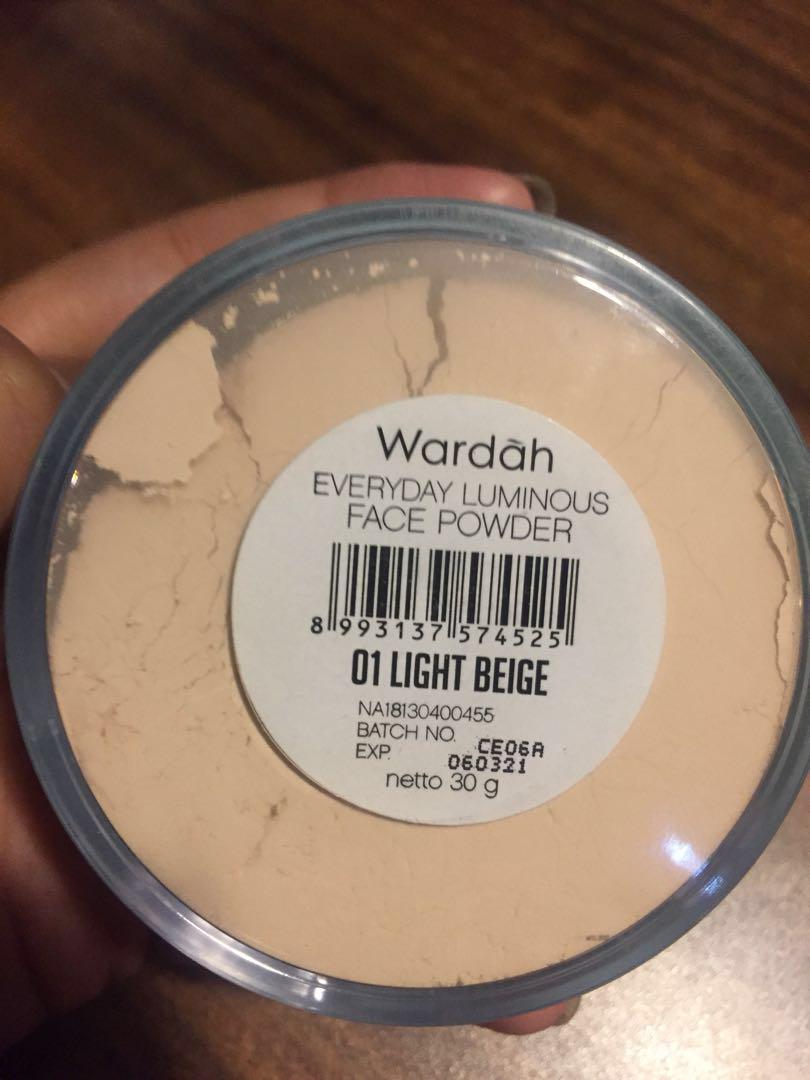 Wardah
EVERYDAY LUMINOUS
FACE POWDER
8 993137 574525
01 LIGHT BEIGE
NA18130400455
BATCH NO. CE06A
EXP. 060321
netto 30 g